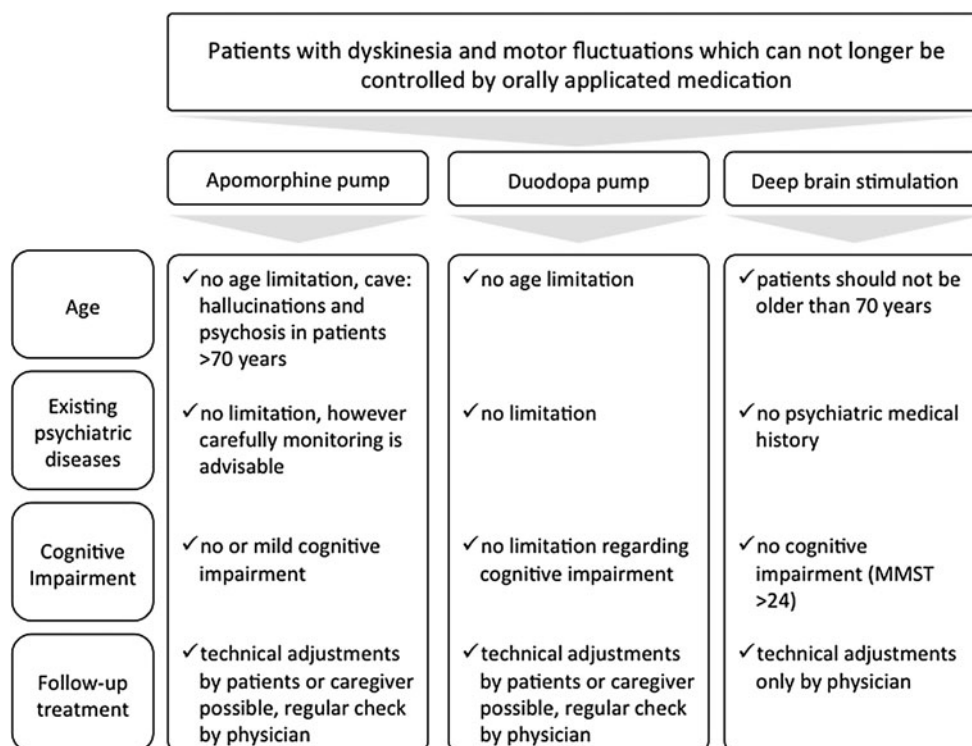 Patients with dyskinesia and motor fluctuations which can not longer be
controlled by orally applicated medication
Apomorphine pump
Duodopa pump
Deep brain stimulation
Age
✓no age limitation, cave:
hallucinations and
psychosis in patients
>70 years
✓no age limitation
✓patients should not be
older than 70 years
Existing
psychiatric
diseases
✓no limitation, however
carefully monitoring is
advisable
✓no limitation
✓no psychiatric medical
history
Cognitive
Impairment
✓no or mild cognitive
impairment
✓no limitation regarding
cognitive impairment
✓no cognitive
impairment (MMST
>24)
Follow-up
treatment
✓technical adjustments
by patients or caregiver
possible, regular check
by physician
✓technical adjustments
by patients or caregiver
possible, regular check
by physician
✓technical adjustments
only by physician